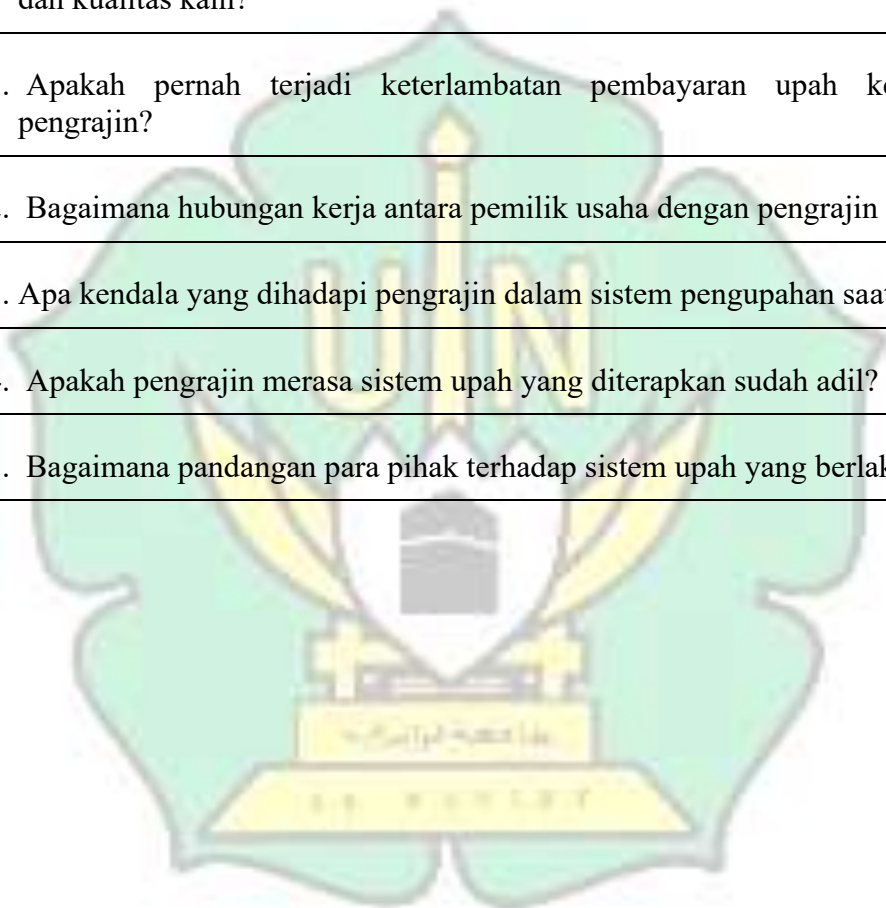 dan kualitas kain?
. Apakah pernah terjadi keterlambatan pembayaran upah
pengrajin?
. Bagaimana hubungan kerja antara pemilik usaha dengan pengrajin
. Apa kendala yang dihadapi pengrajin dalam sistem pengupahan
. Apakah pengrajin merasa sistem upah yang diterapkan sudah adil?
. Bagaimana pandangan para pihak terhadap sistem upah yang
UIN